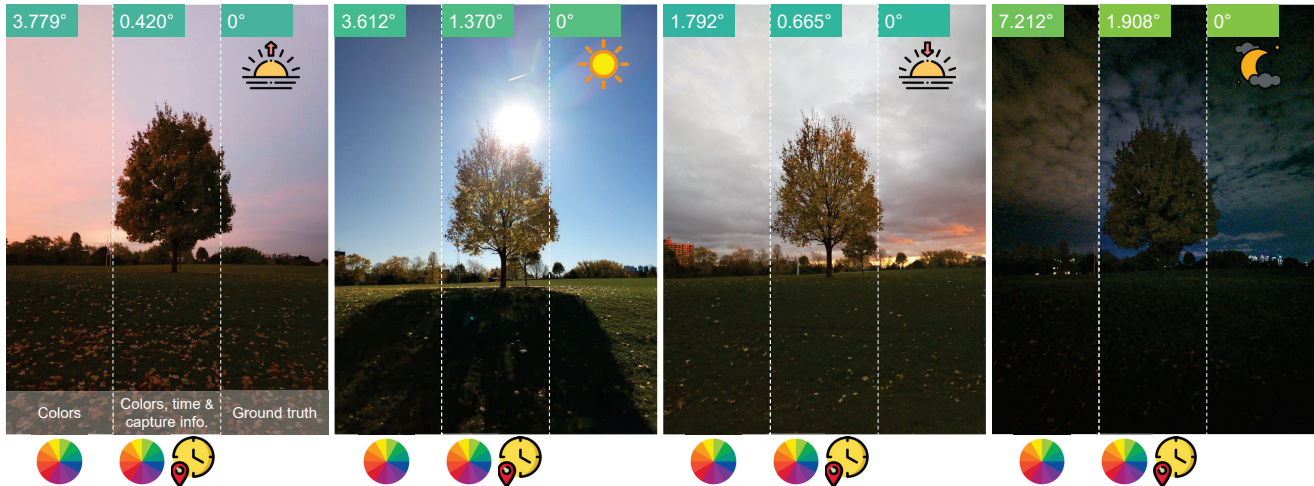 3.779° 0.420° 0°
3.612° 1.370° 0°
1.792° 0.665° 0°
7.212° 1.908° 0°
Colors
Colors, time &
capture info.
Ground truth